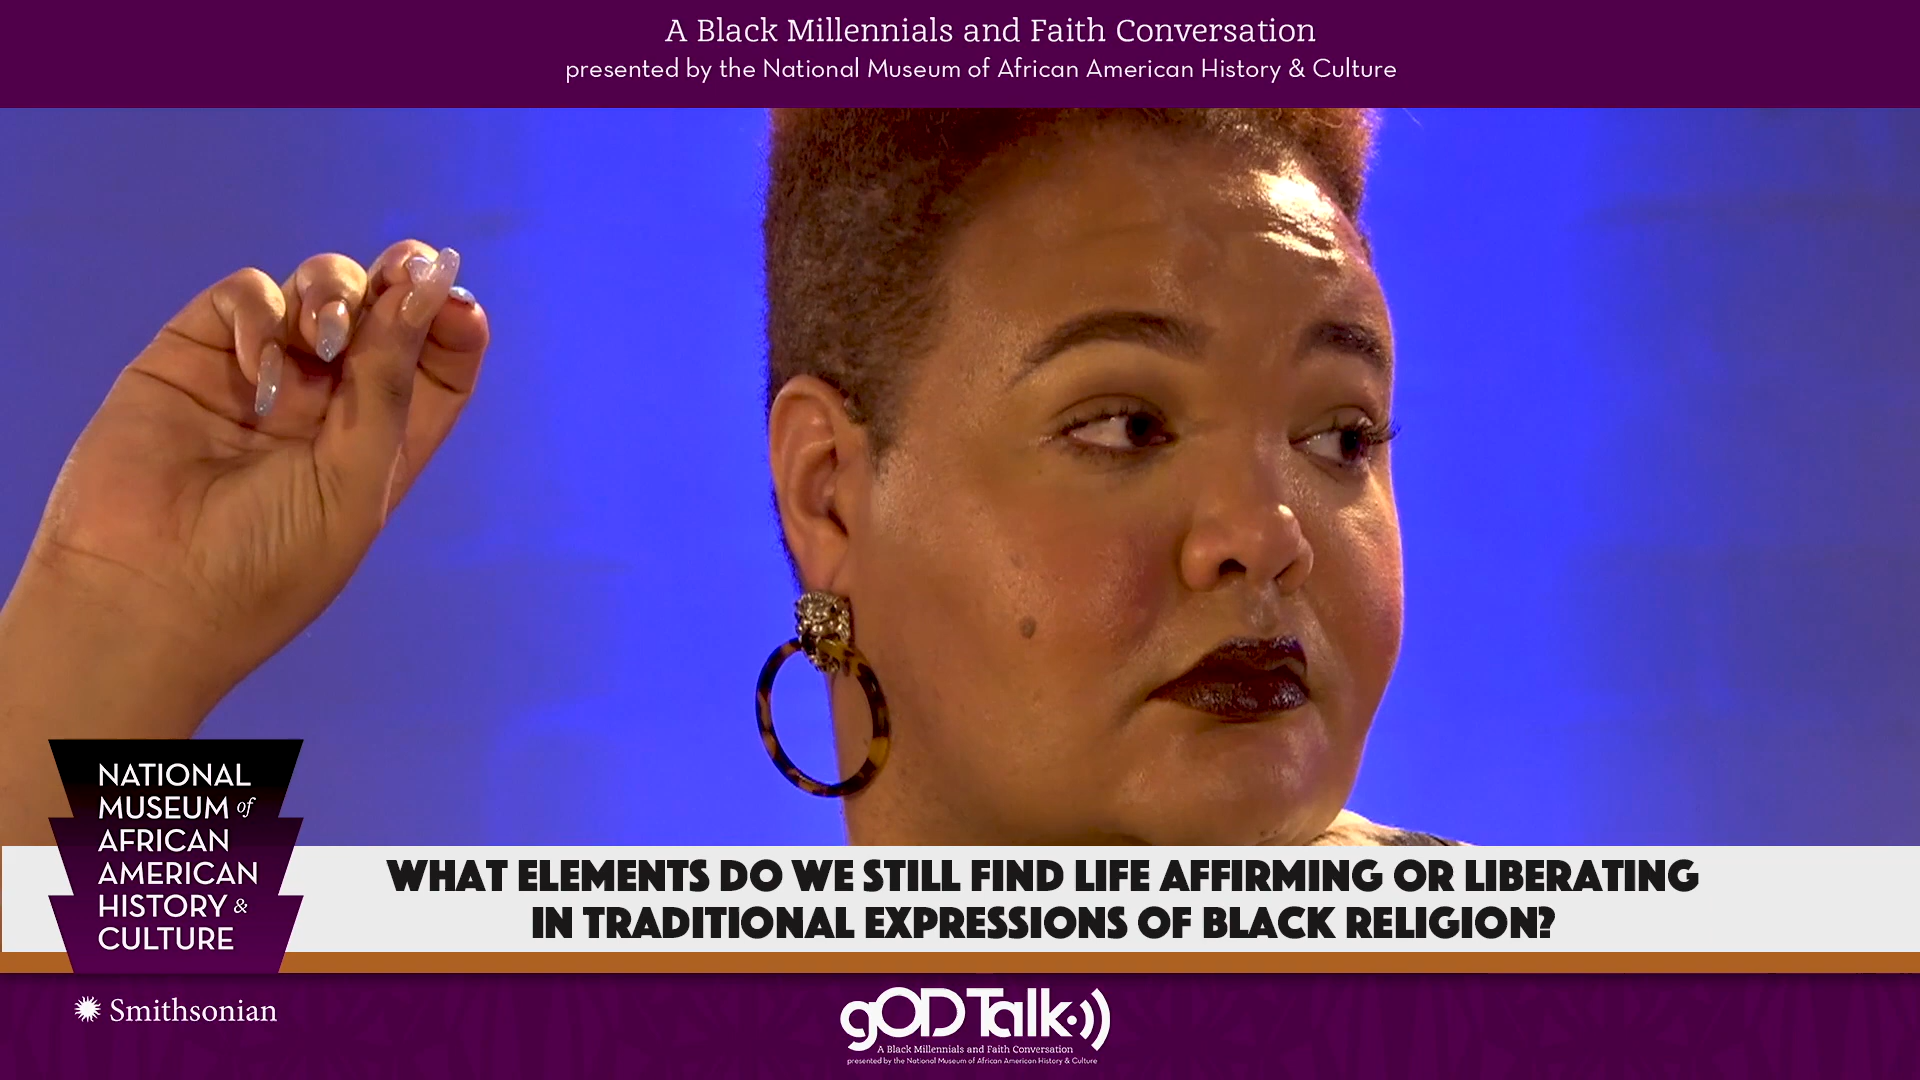 A Black Millennials and Faith Conversation
presented by the National Museum of African American History & Culture
NATIONAL
MUSEUM of
AFRICAN
AMERICAN
HISTORY &
CULTURE
WHAT ELEMENTS DO WE STILL FIND LIFE AFFIRMING OR LIBERATING
IN TRADITIONAL EXPRESSIONS OF BLACK RELIGION?
Smithsonian
gOD Talk
A Black Millennials and Faith Conversation
presented by the National Museum of African American History & Culture